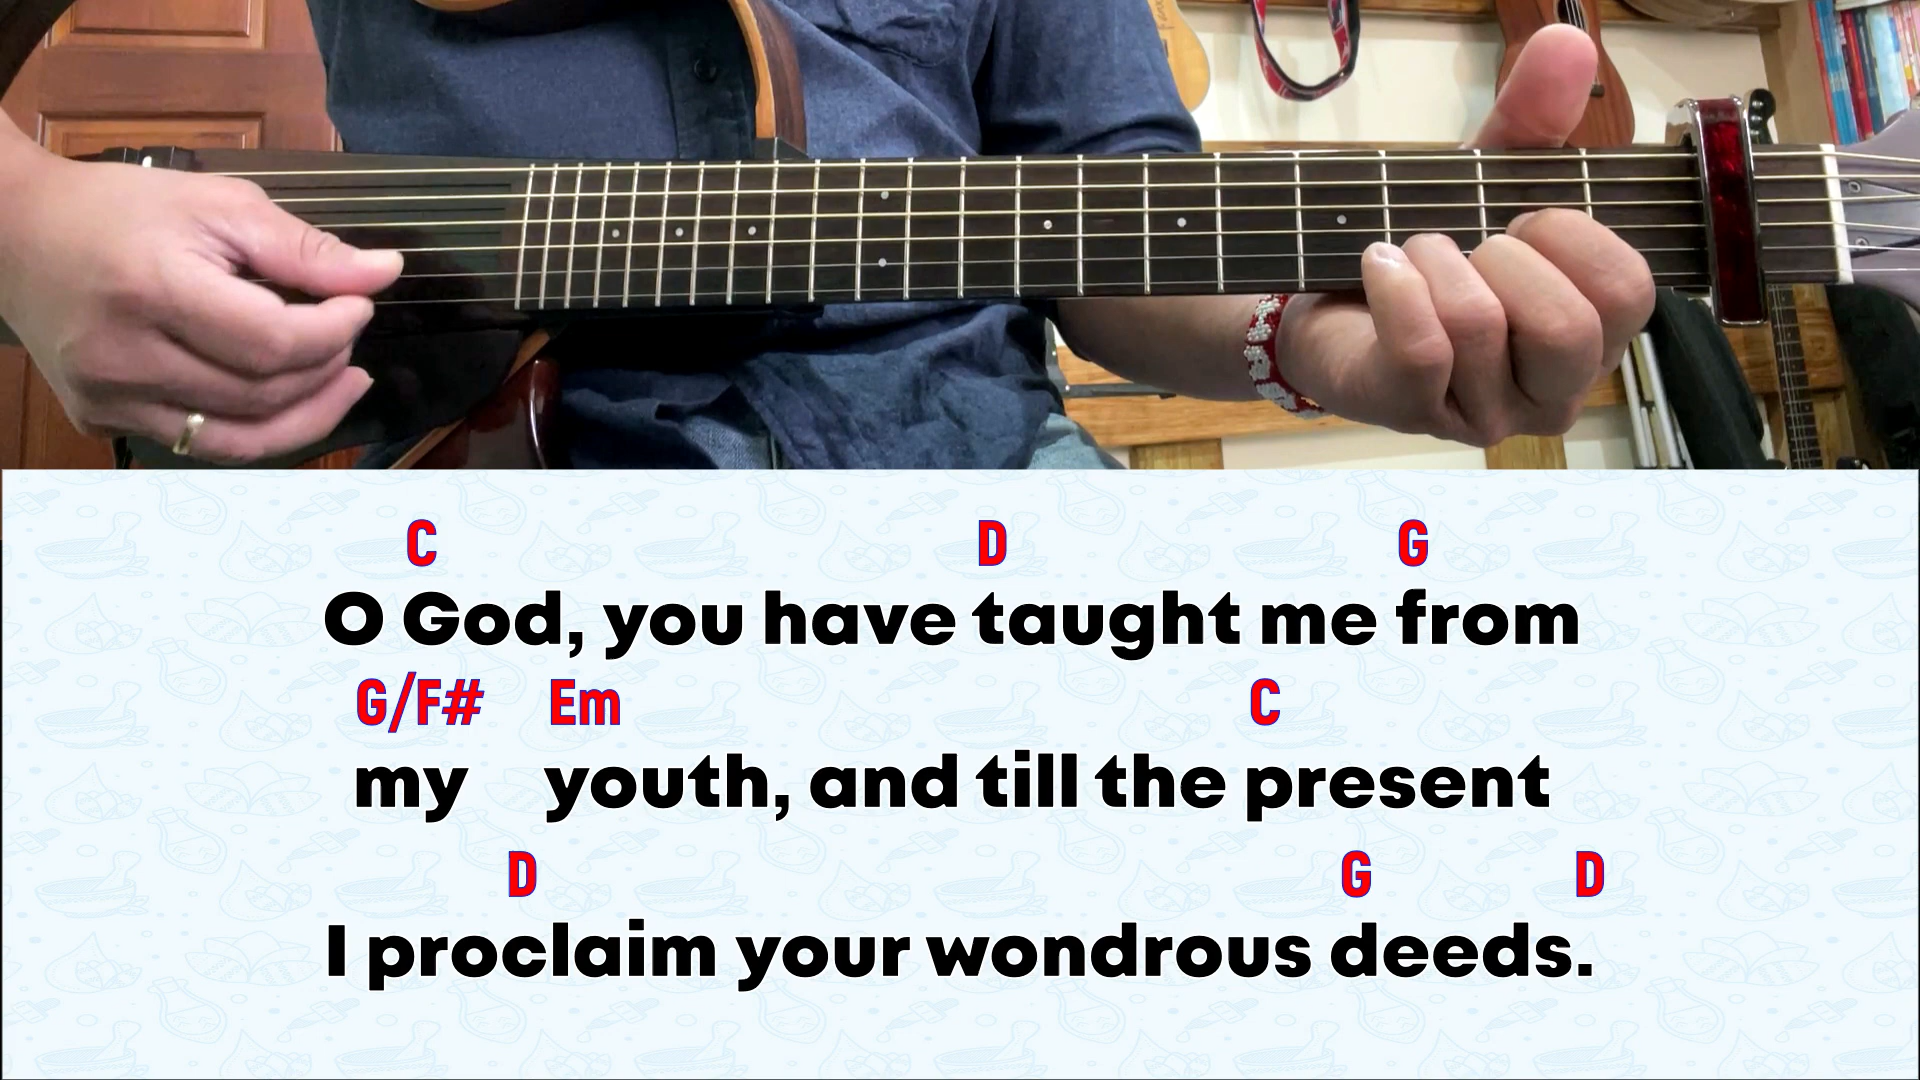 C D G
O God, you have taught me from
G/F# Em C
my youth, and till the present
D G D
I proclaim your wondrous deeds.